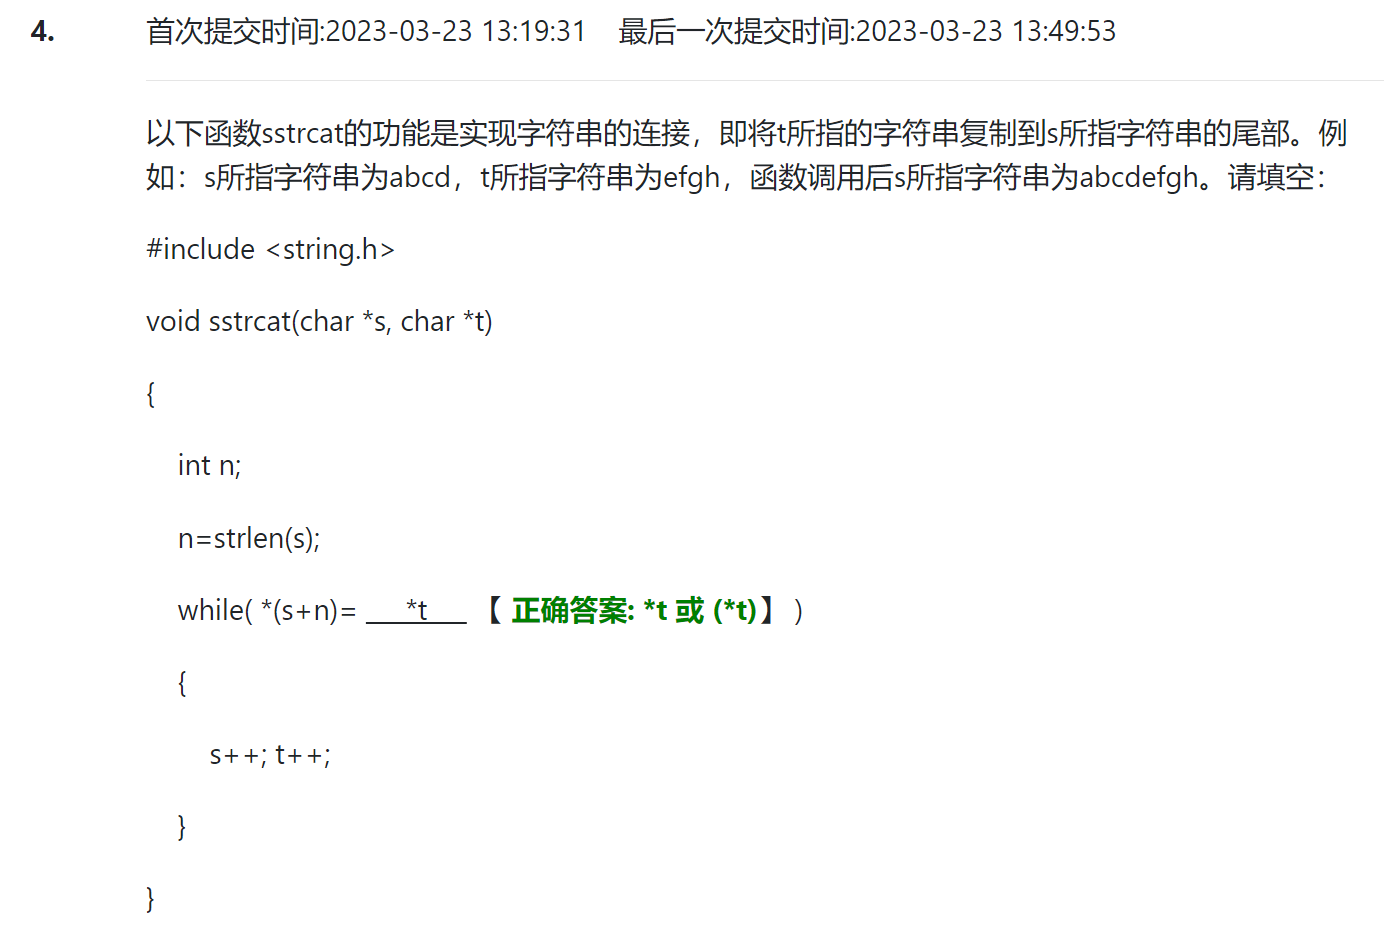 4. 首次提交时间:2023-03-23 13:19:31 最后一次提交时间:2023-03-23 13:49:53
以下函数sstrcat的功能是实现字符串的连接，即将t所指的字符串复制到s所指字符串的尾部。例
如：s所指字符串为abcd，t所指字符串为efgh，函数调用后s所指字符串为abcdefgh。请填空：
#include <string.h>
void sstrcat(char *s, char *t)
{
int n;
n=strlen(s);
while( *(s+n)= *t 【 正确答案: *t 或 (*t)】 )
{
s++; t++;
}
}